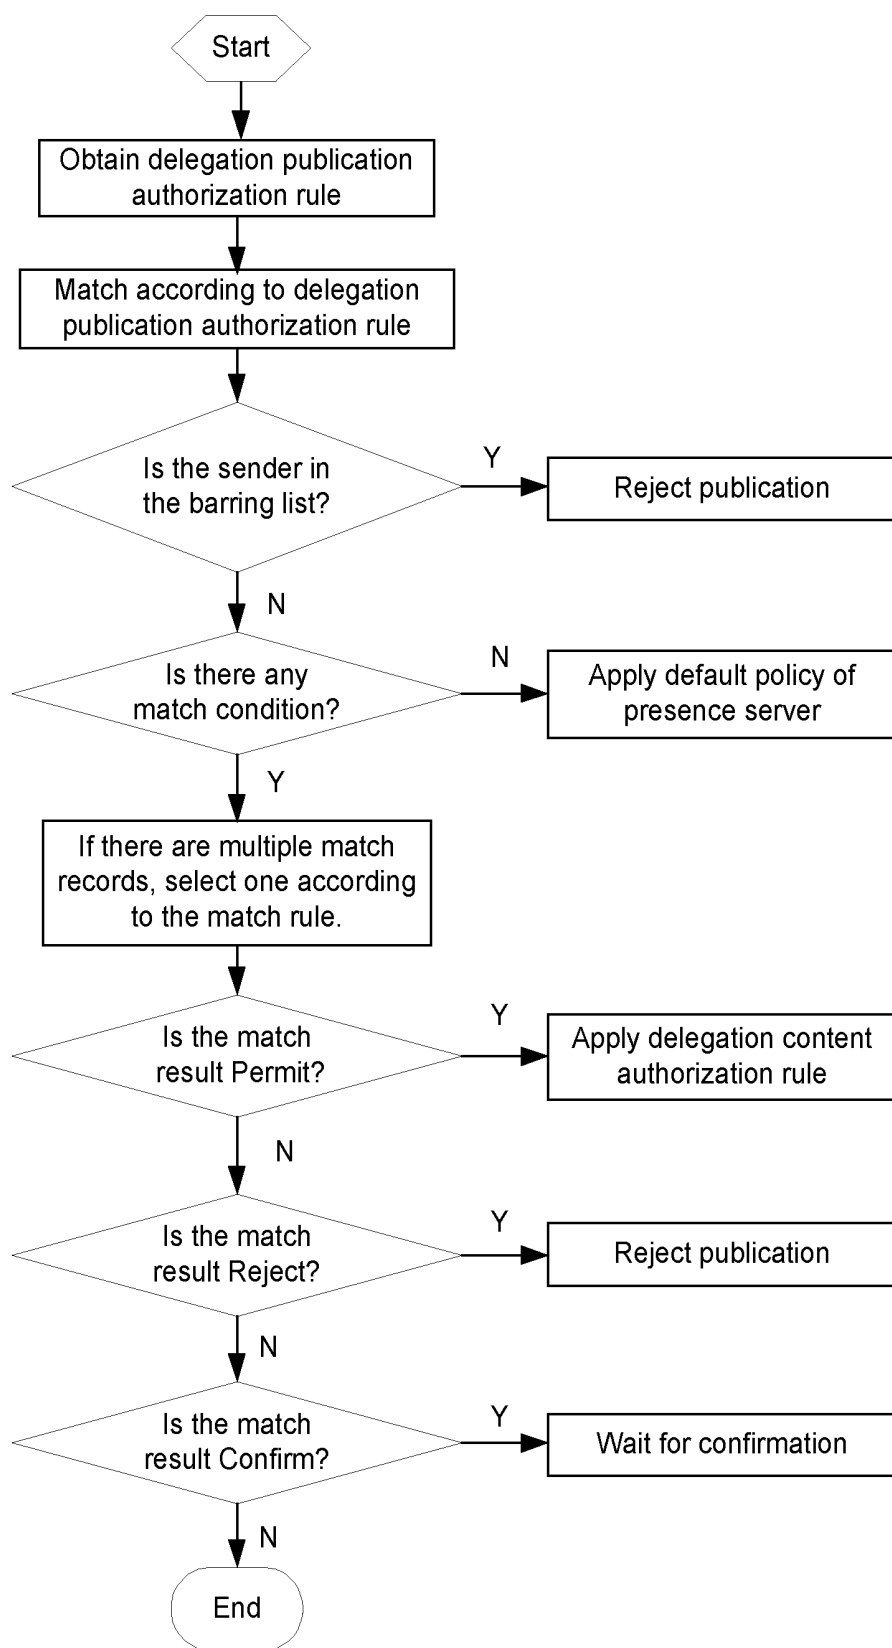 Start
Obtain delegation publication
authorization rule
Match according to delegation
publication authorization rule
Is the sender in
the barring list?
Y
Reject publication
N
Is there any
match condition?
N
Apply default policy of
presence server
Y
If there are multiple match
records, select one according
to the match rule.
Is the match
result Permit?
Y
Apply delegation content
authorization rule
N
Is the match
result Reject?
Y
Reject publication
N
Is the match
result Confirm?
Y
Wait for confirmation
N
End